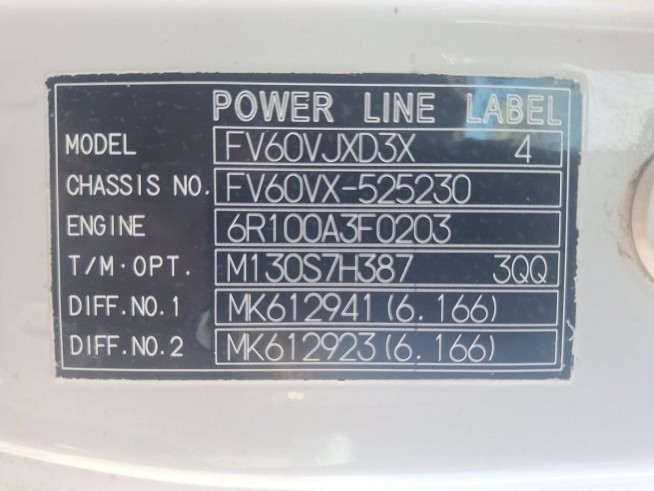 POWER LINE LABEL
MODEL FV60VJXD3X 4
CHASSIS NO. FV60VX-525230
ENGINE 6R100A3F0203
T/M·OPT. M130S7H387 3QQ
DIFF.NO.1 MK612941(6.166)
DIFF.NO.2 MK612923(6.166)